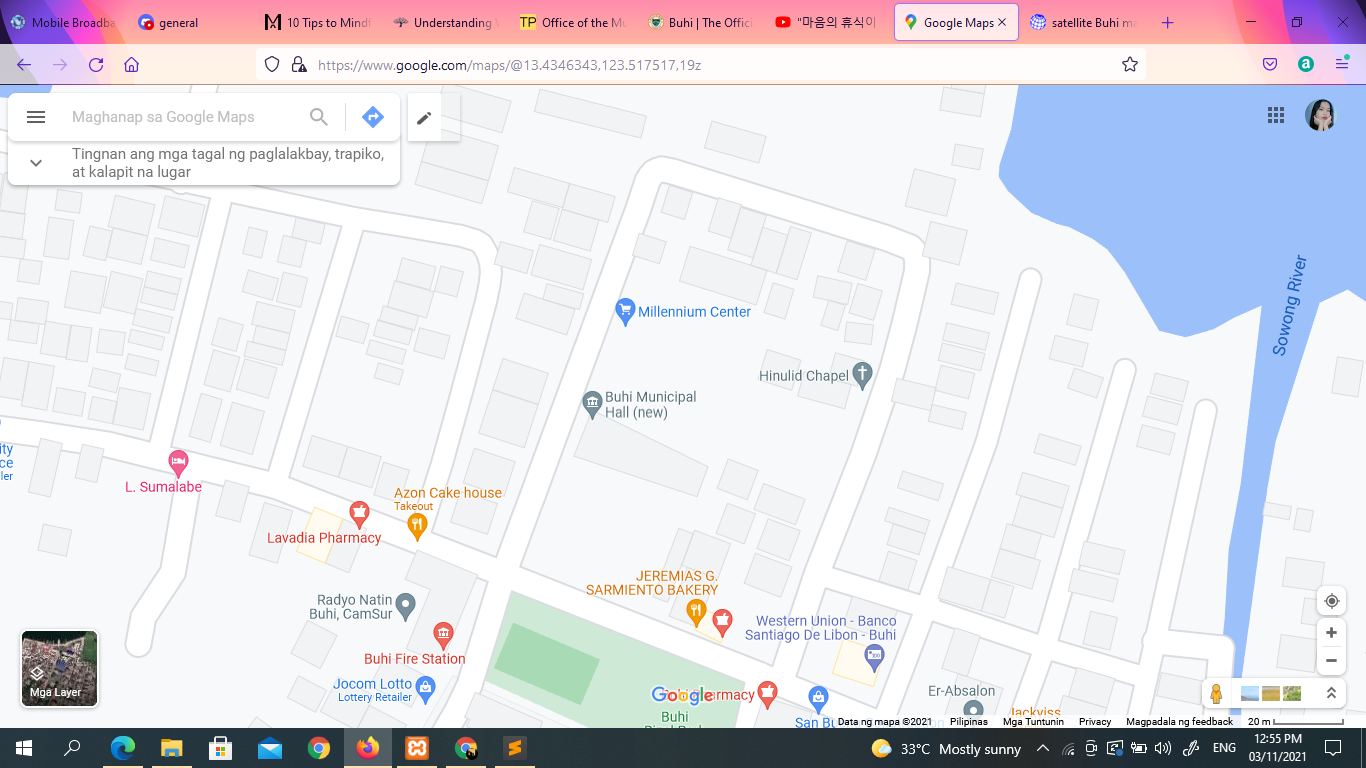 Mobile Broadba
general
10 Tips to Mindf
Understanding
Office of the Mu
Buhi | The Offici
"마음의 휴식이
Google Maps
satellite Buhi ma
https://www.google.com/maps/@13.4346343,123.517517,19z
Maghanap sa Google Maps
Tingnan ang mga tagal ng paglalakbay, trapiko,
at kalapit na lugar
Sowong River
Millennium Center
Hinulid Chapel
Buhi Municipal
Hall (new)
ity
ce
ler
L. Sumalabe
Azon Cake house
Takeout
Lavadia Pharmacy
JEREMIAS G.
SARMIENTO BAKERY
Radyo Natin
Buhi, CamSur
Western Union - Banco
Santiago De Libon - Buhi
Buhi Fire Station
Jocom Lotto
Lottery Retailer
Mga Layer
Google
macy
Er-Absalon
Jackyiss
Buhi
San Bu
Data ng mapa ©2021
Pilipinas
Mga Tuntunin
Privacy
Magpadala ng feedback
20 m
33°C Mostly sunny
ENG
12:55 PM
03/11/2021